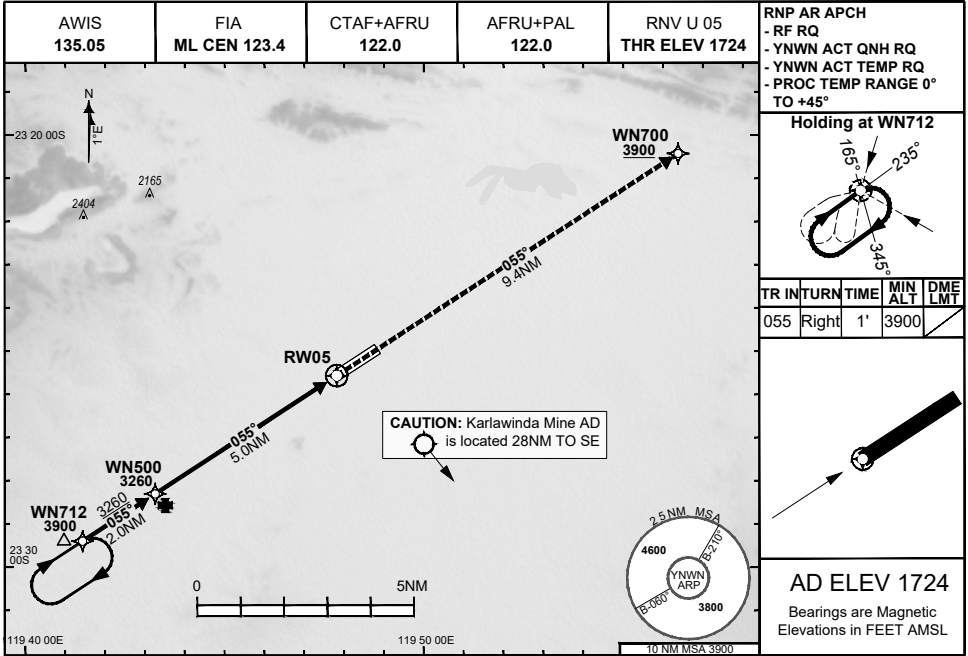 AWIS
135.05
FIA
ML CEN 123.4
CTAF+AFRU
122.0
AFRU+PAL
122.0
RNV U 05
THR ELEV 1724
RNP AR APCH
- RF RQ
- YNWN ACT QNH RQ
- YNWN ACT TEMP RQ
- PROC TEMP RANGE 0°
TO +45°
N
1°E
23 20 00S
2165
2404
WN700
3900
055°
9.4NM
RW05
CAUTION: Karlawinda Mine AD
is located 28NM TO SE
055°
5.0NM
WN500
3260
3260
055°
2.0NM
WN712
3900
23 30
00S
0
5NM
119 40 00E
119 50 00E
25NM MSA
4600
B-210°
YNWN
ARP
B-060°
3800
10 NM MSA 3900
Holding at WN712
165°
235°
345°
TR IN TURN TIME MIN ALT DME LMT
055 Right 1' 3900
AD ELEV 1724
Bearings are Magnetic
Elevations in FEET AMSL